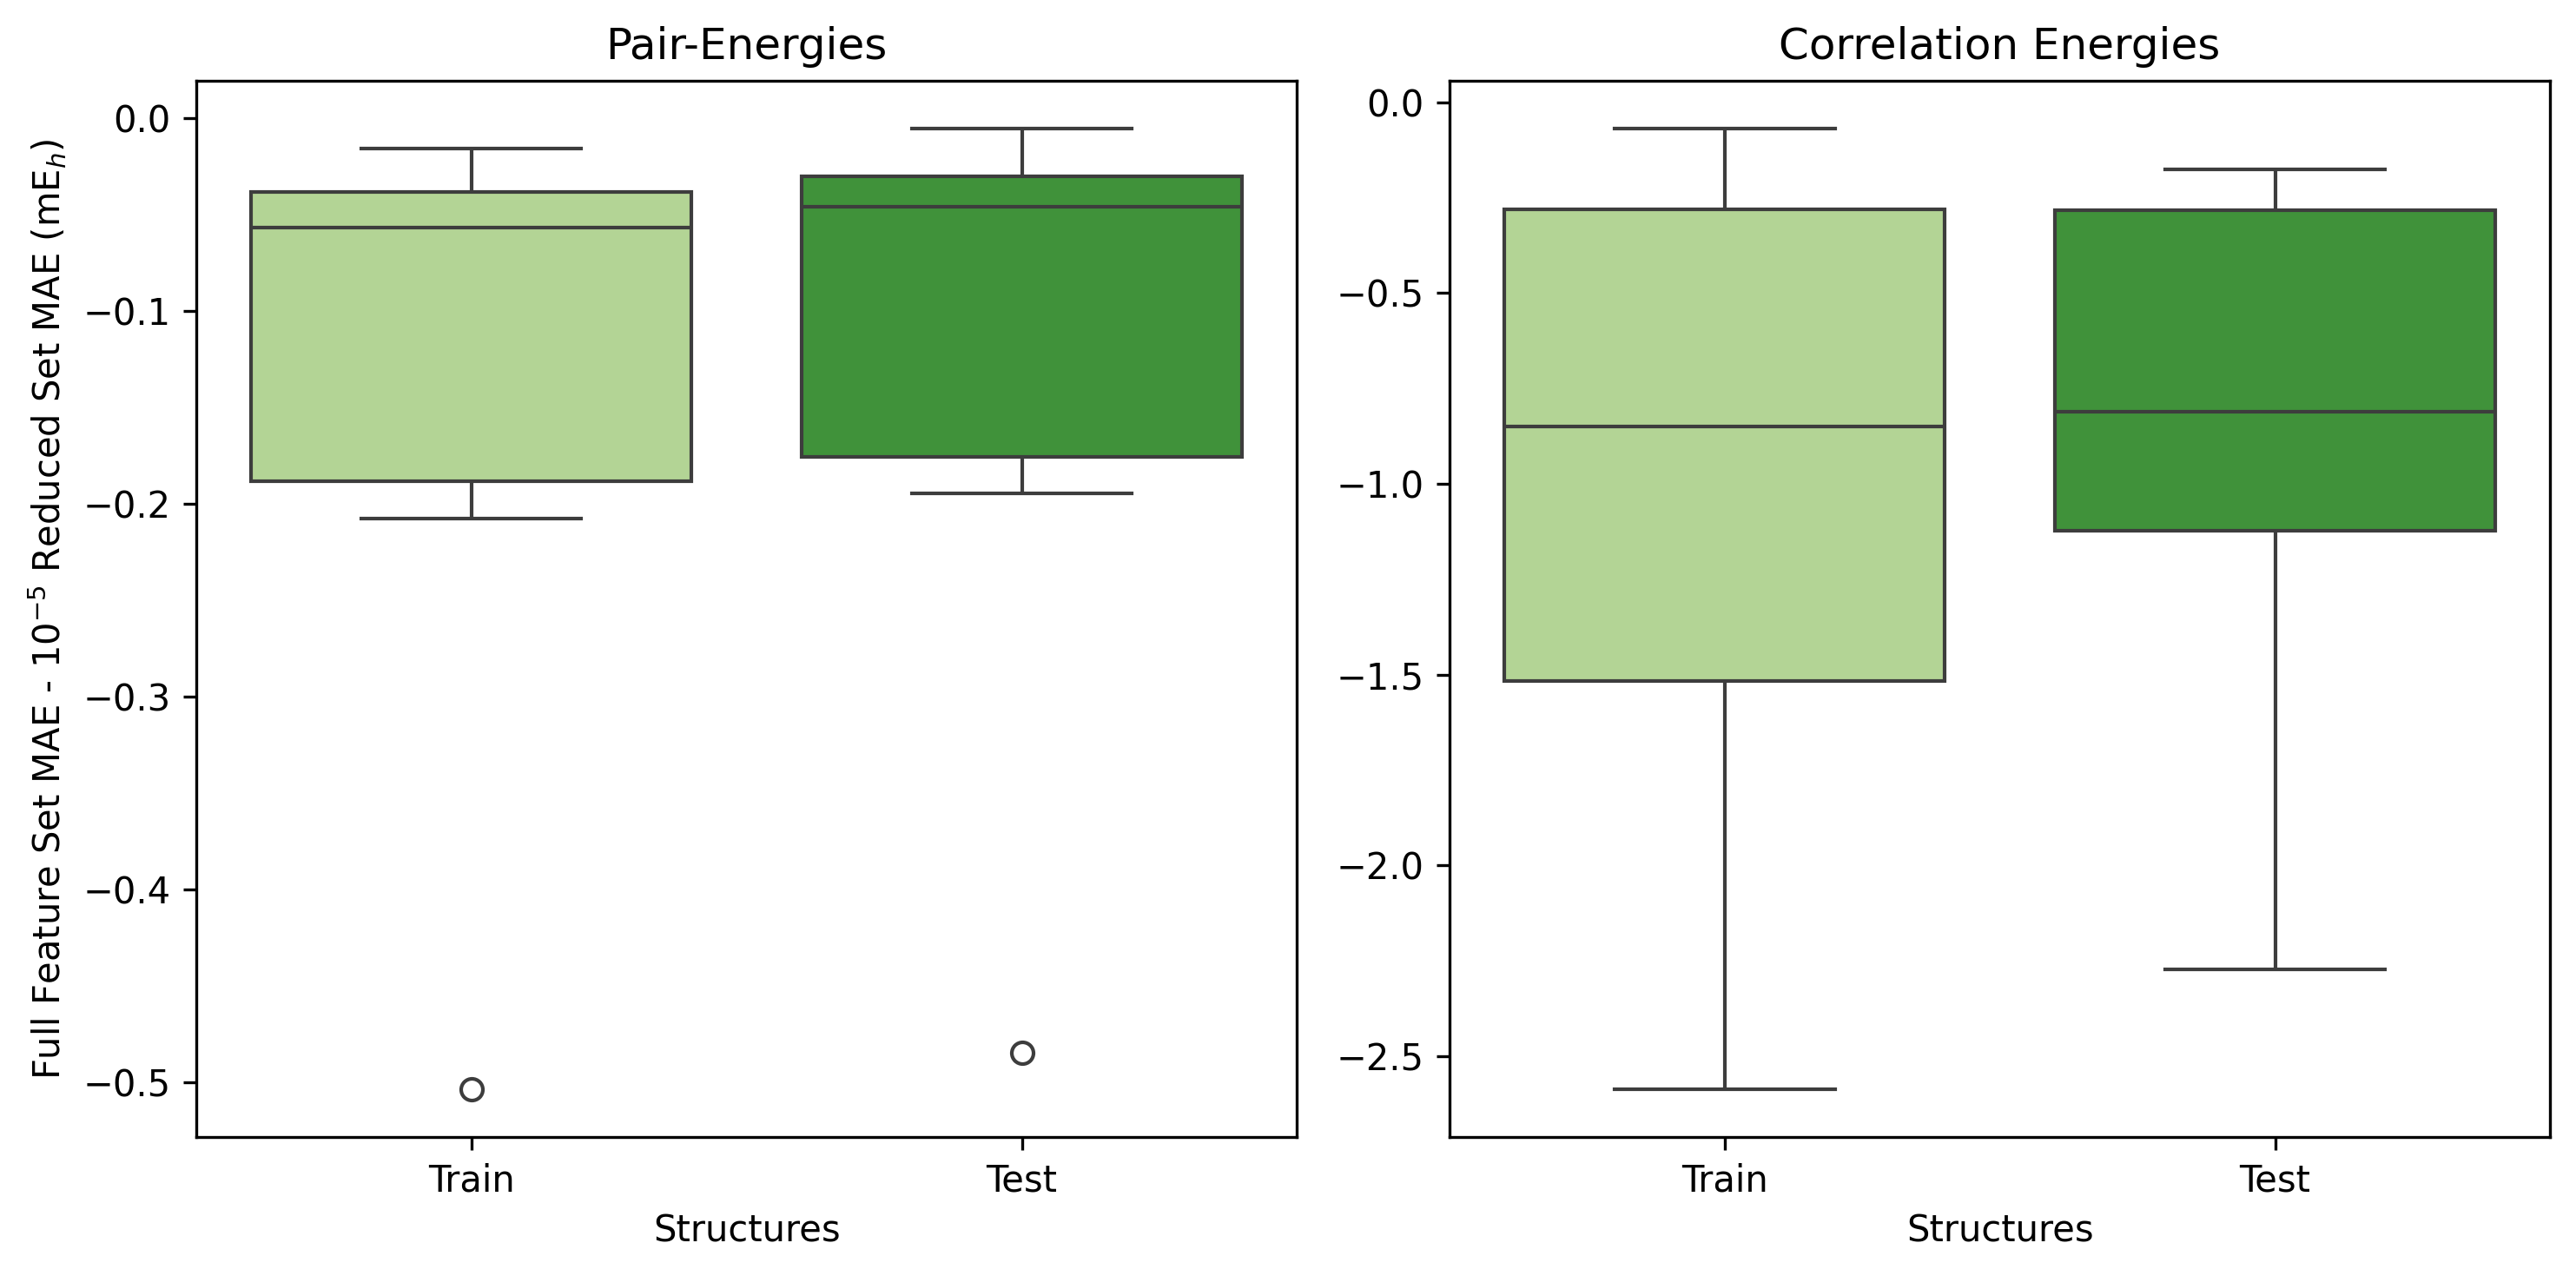 Pair-Energies
Correlation Energies
Full Feature Set MAE - 10⁻⁵ Reduced Set MAE (mEₕ)
0.0
−0.1
−0.2
−0.3
−0.4
−0.5
Train
Test
Structures
0.0
−0.5
−1.0
−1.5
−2.0
−2.5
Train
Test
Structures